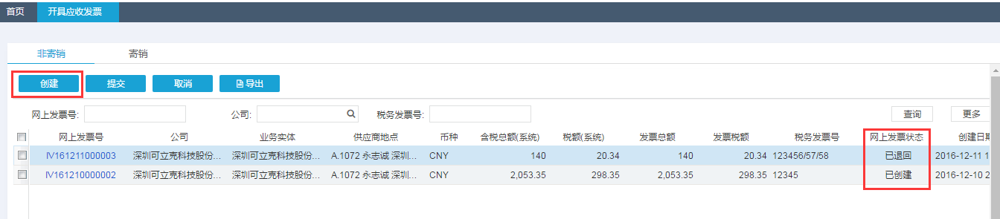 首页 开具应收发票
非寄销 寄销
创建 提交 取消 导出
网上发票号: 公司: 税务发票号: 查询 更多
网上发票号 公司 业务实体 供应商地点 币种 含税总额(系统) 税额(系统) 发票总额 发票税额 税务发票号 网上发票状态 创建日期
IV161211000003 深圳可立克科技股份... 深圳可立克科技股份... A.1072 永志诚 深圳... CNY 140 20.34 140 20.34 123456/57/58 已退回 2016-12-11 1
IV161210000002 深圳可立克科技股份... 深圳可立克科技股份... A.1072 永志诚 深圳... CNY 2,053.35 298.35 2,053.35 298.35 12345 已创建 2016-12-10 2